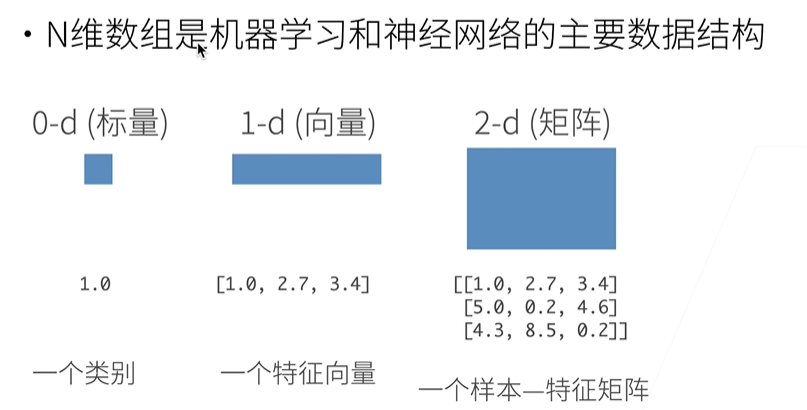 • N维数组是机器学习和神经网络的主要数据结构
0-d (标量)
1-d (向量)
2-d (矩阵)
1.0
[1.0, 2.7, 3.4]
[[1.0, 2.7, 3.4]
[5.0, 0.2, 4.6]
[4.3, 8.5, 0.2]]
一个类别
一个特征向量
一个样本—特征矩阵